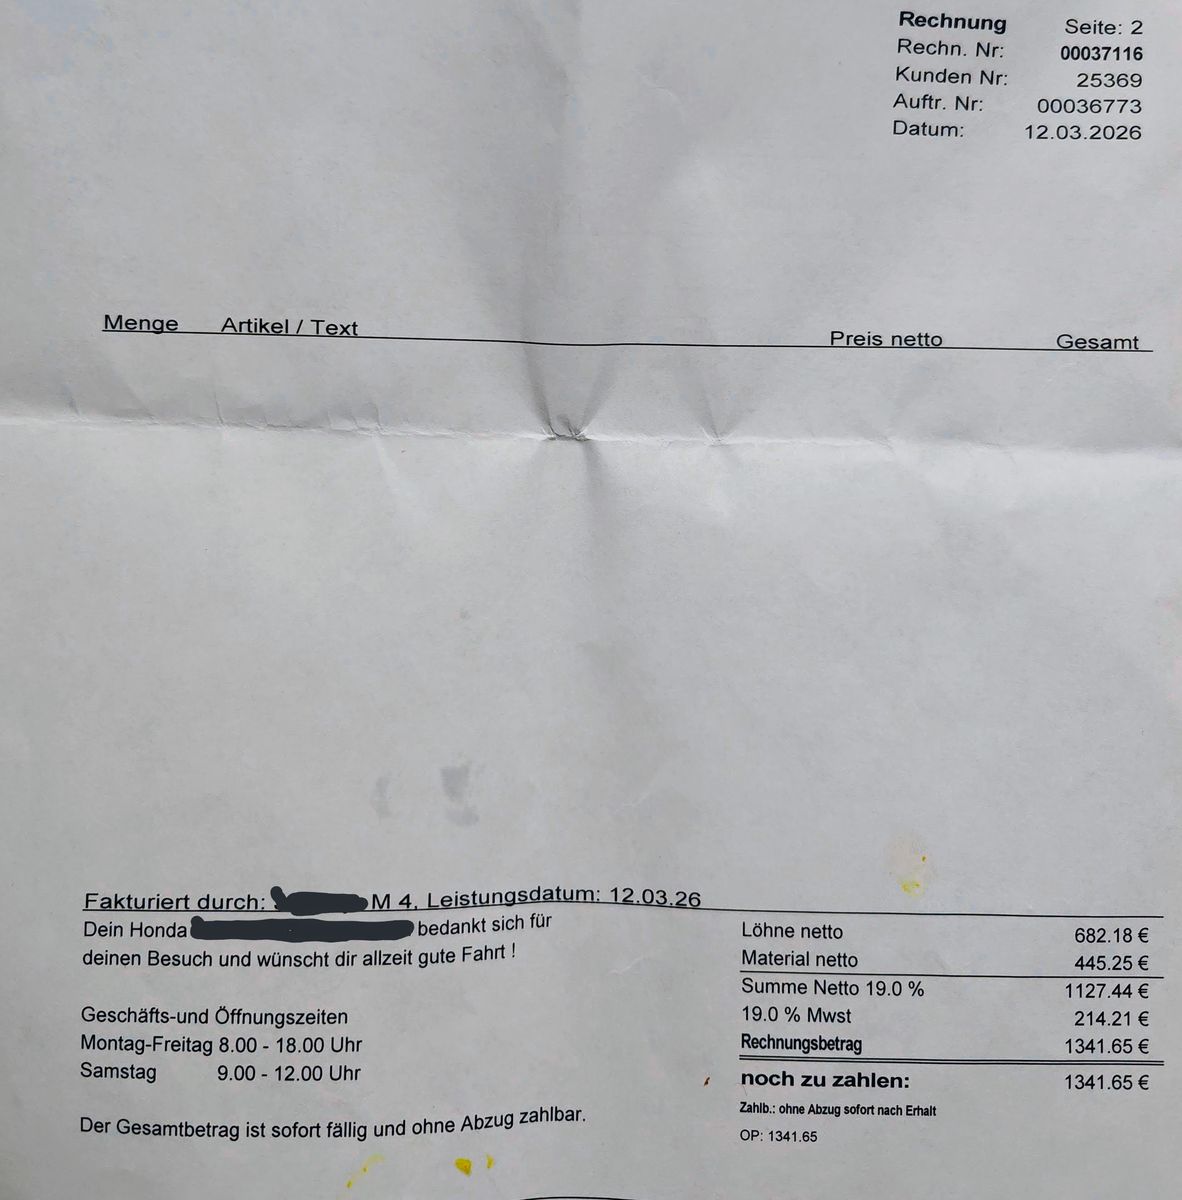 Rechnung Seite: 2
Rechn. Nr: 00037116
Kunden Nr: 25369
Auftr. Nr: 00036773
Datum: 12.03.2026
Menge Artikel / Text Preis netto Gesamt
Fakturiert durch: M 4, Leistungsdatum: 12.03.26
Dein Honda bedankt sich für
deinen Besuch und wünscht dir allzeit gute Fahrt !
Geschäfts-und Öffnungszeiten
Montag-Freitag 8.00 - 18.00 Uhr
Samstag 9.00 - 12.00 Uhr
Der Gesamtbetrag ist sofort fällig und ohne Abzug zahlbar.
Löhne netto 682.18 €
Material netto 445.25 €
Summe Netto 19.0 % 1127.44 €
19.0 % Mwst 214.21 €
Rechnungsbetrag 1341.65 €
noch zu zahlen: 1341.65 €
Zahlb.: ohne Abzug sofort nach Erhalt
OP: 1341.65